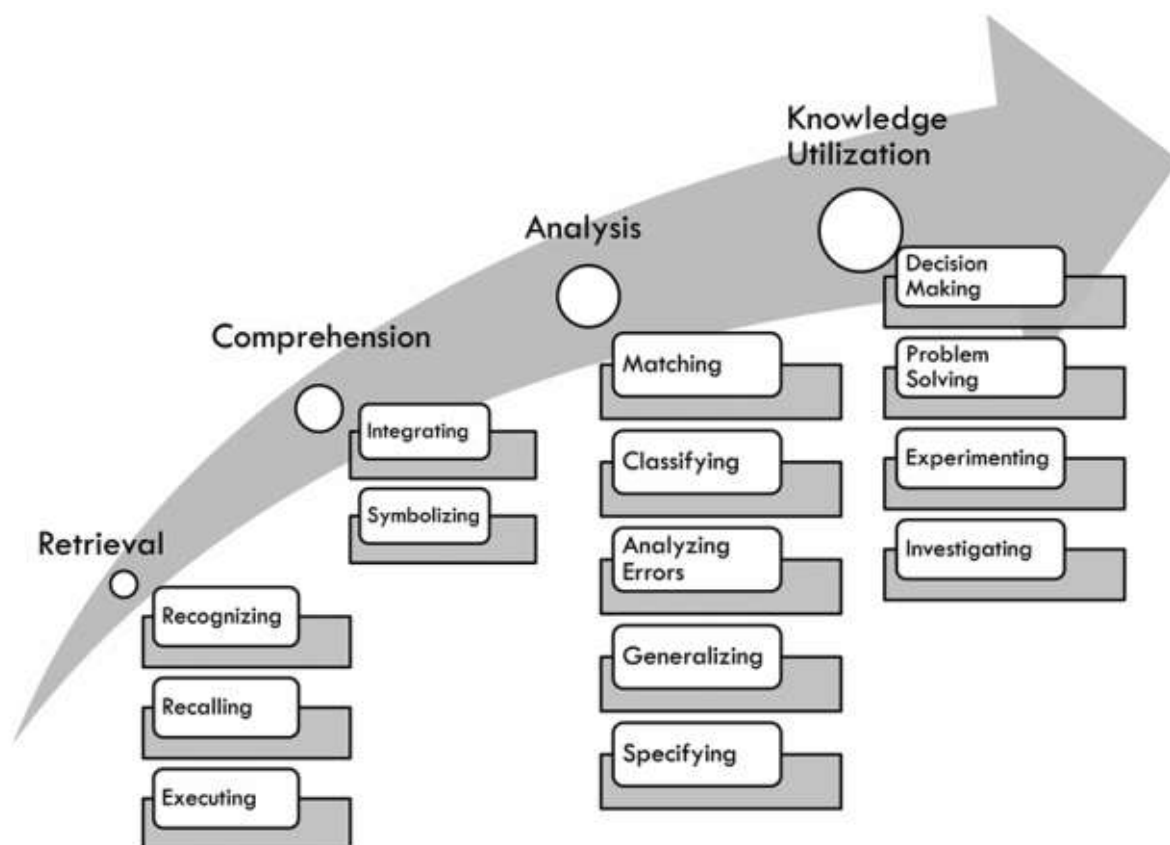 Retrieval
Recognizing
Recalling
Executing
Comprehension
Integrating
Symbolizing
Analysis
Matching
Classifying
Analyzing
Errors
Generalizing
Specifying
Knowledge
Utilization
Decision
Making
Problem
Solving
Experimenting
Investigating